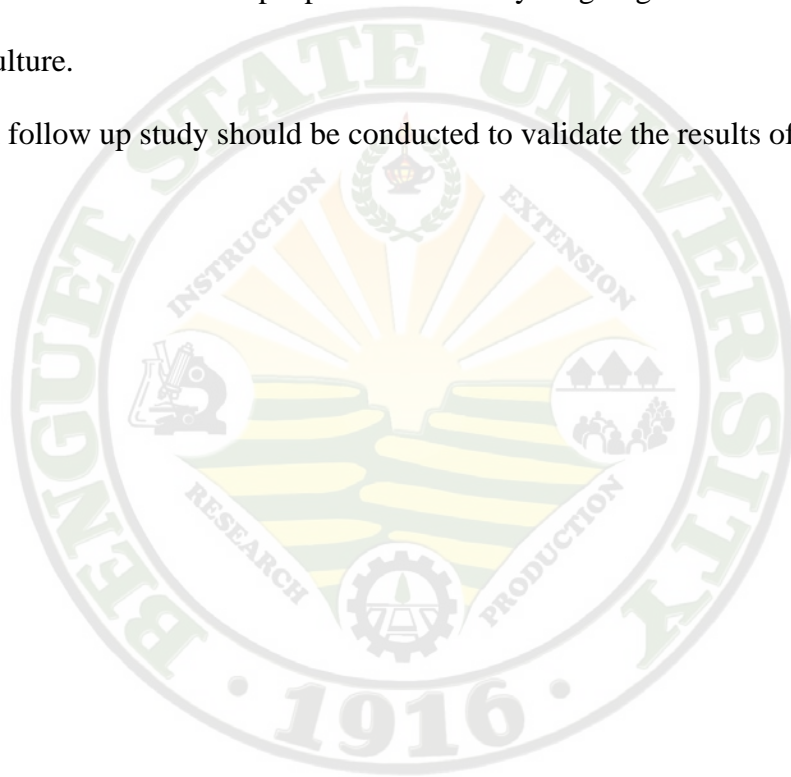 ulture.
follow up study should be conducted to validate the results of
BENGUET STATE UNIVERSITY
INSTRUCTION
EXTENSION
RESEARCH
PRODUCTION
· 1916 ·